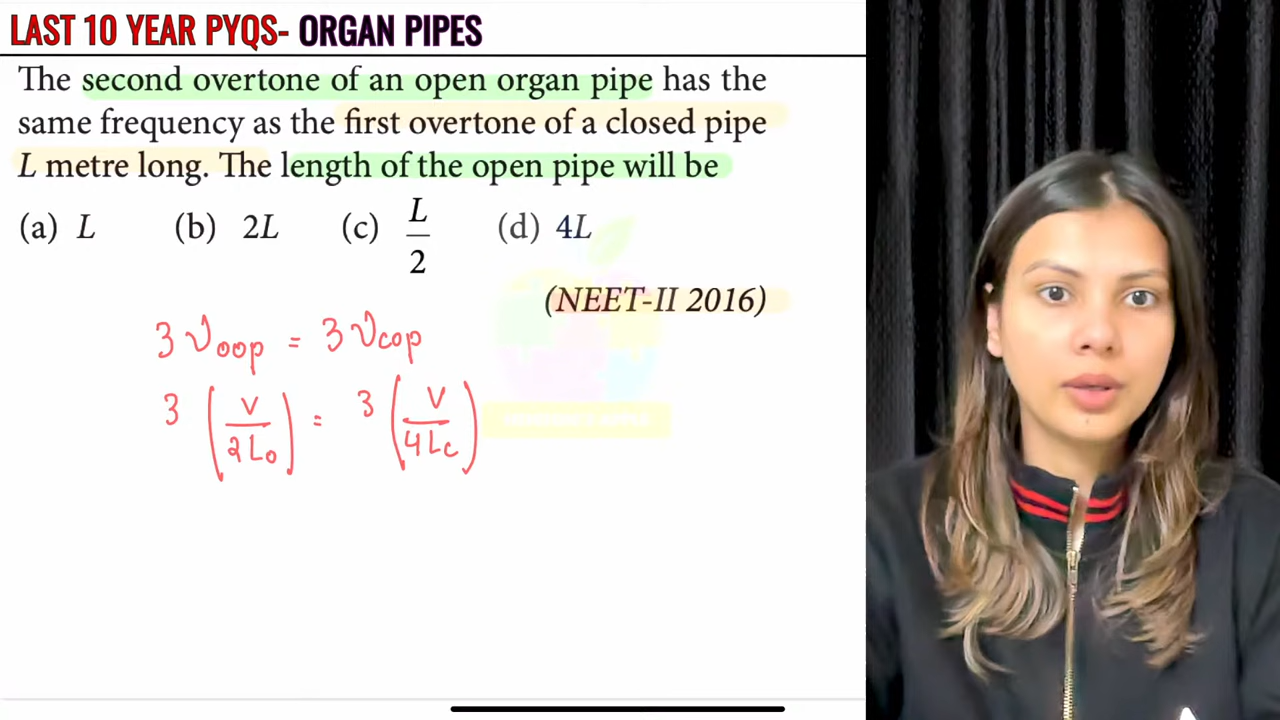 LAST 10 YEAR PYQS- ORGAN PIPES
The second overtone of an open organ pipe has the
same frequency as the first overtone of a closed pipe
L metre long. The length of the open pipe will be
(a) L (b) 2L (c) L/2 (d) 4L
(NEET-II 2016)
3 ν_oop = 3 ν_cop
3 (v/2L₀) = 3 (v/4L_c)